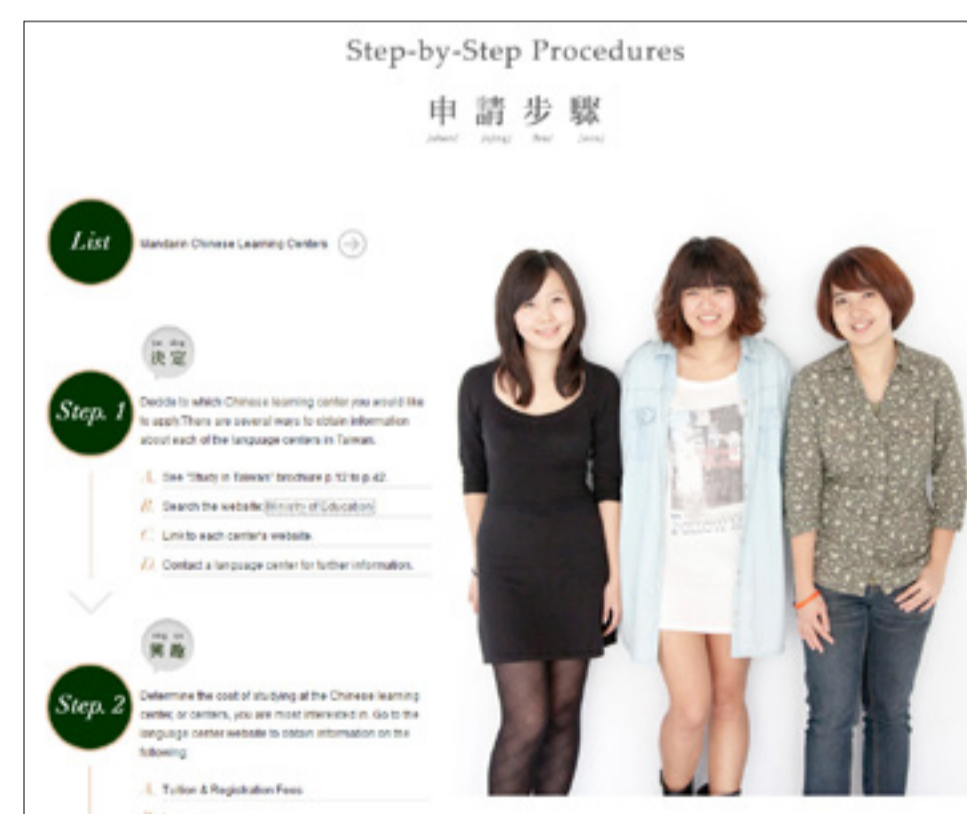 Step-by-Step Procedures
申請步驟
List
Mandarin Chinese Learning Centers
決定
Step. 1
Decide to which Chinese learning center you would like
to apply.There are several ways to obtain information
about each of the language centers in Taiwan.
A. See "Study in Taiwan" brochure p.12 to p.42.
B. Search the website:Ministry of Education
C. Link to each center's website.
D. Contact a language center for further information.
興趣
Step. 2
Determine the cost of studying at the Chinese learning
center, or centers, you are most interested in. Go to the
language center website to obtain information on the
following:
A. Tuition & Registration Fees